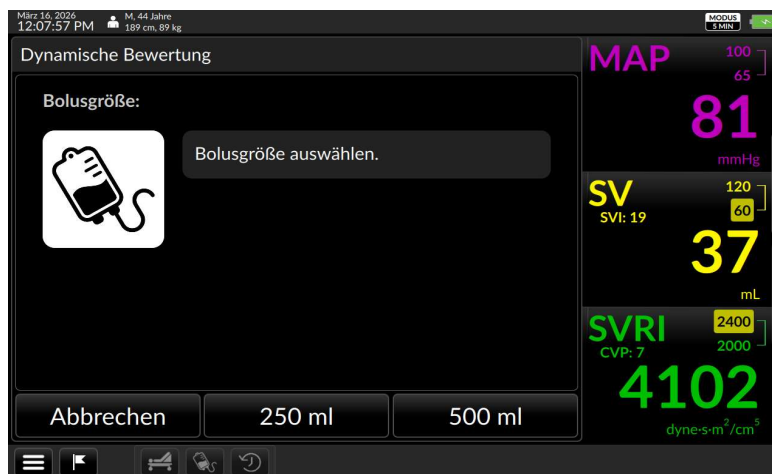 März 16, 2026
12:07:57 PM
M, 44 Jahre
189 cm, 89 kg
MODUS
5 MIN
Dynamische Bewertung
Bolusgröße:
Bolusgröße auswählen.
Abbrechen
250 ml
500 ml
MAP
100
65
81
mmHg
SV
SVI: 19
120
60
37
mL
SVRI
CVP: 7
2400
2000
4102
dyne·s·m²/cm⁵